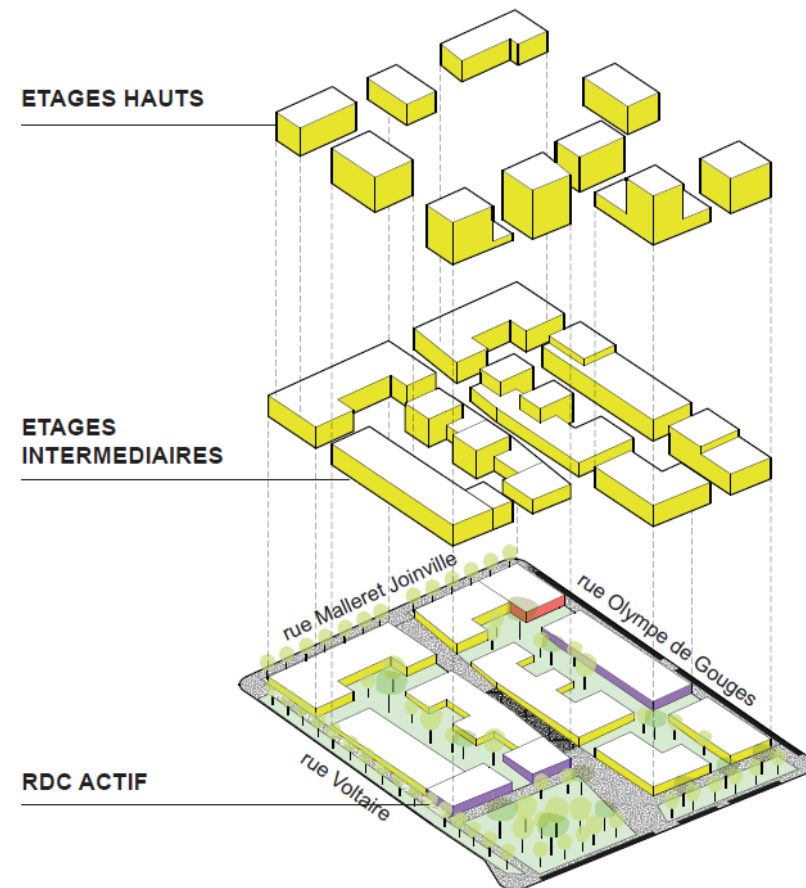 ETAGES HAUTS
ETAGES
INTERMEDIAIRES
rue Malleret Joinville
rue Olympe de Gouges
RDC ACTIF
rue Voltaire